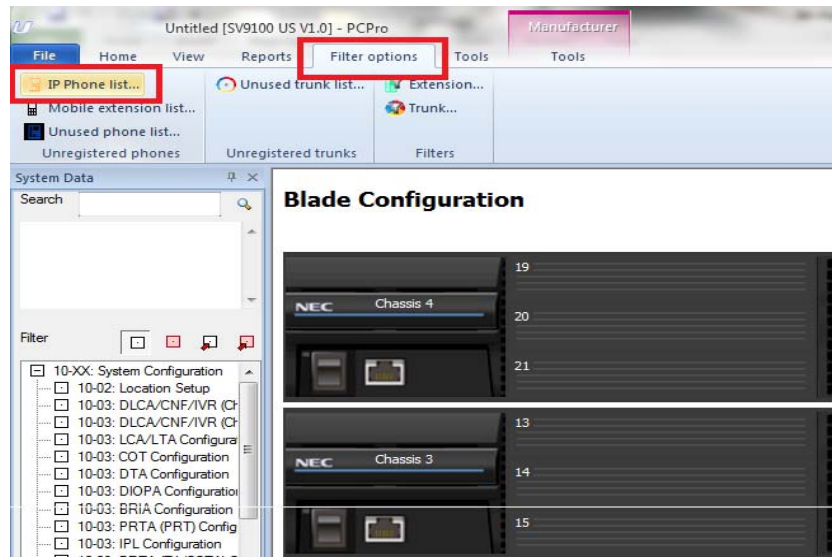 Untitled [SV9100 US V1.0] - PCPro
Manufacturer
File Home View Reports Filter options Tools Tools
IP Phone list...
Unused trunk list...
Extension...
Mobile extension list...
Trunk...
Unused phone list...
Unregistered phones
Unregistered trunks
Filters
System Data
Search
Blade Configuration
19
NEC Chassis 4
20
21
Filter
10-XX: System Configuration
10-02: Location Setup
10-03: DLCA/CNF/IVR (Ch
10-03: DLCA/CNF/IVR (Ch
10-03: LCA/LTA Configura
10-03: COT Configuration
10-03: DTA Configuration
10-03: DIOPA Configuration
10-03: BRIA Configuration
10-03: PRTA (PRT) Config
10-03: IPL Configuration
13
NEC Chassis 3
14
15